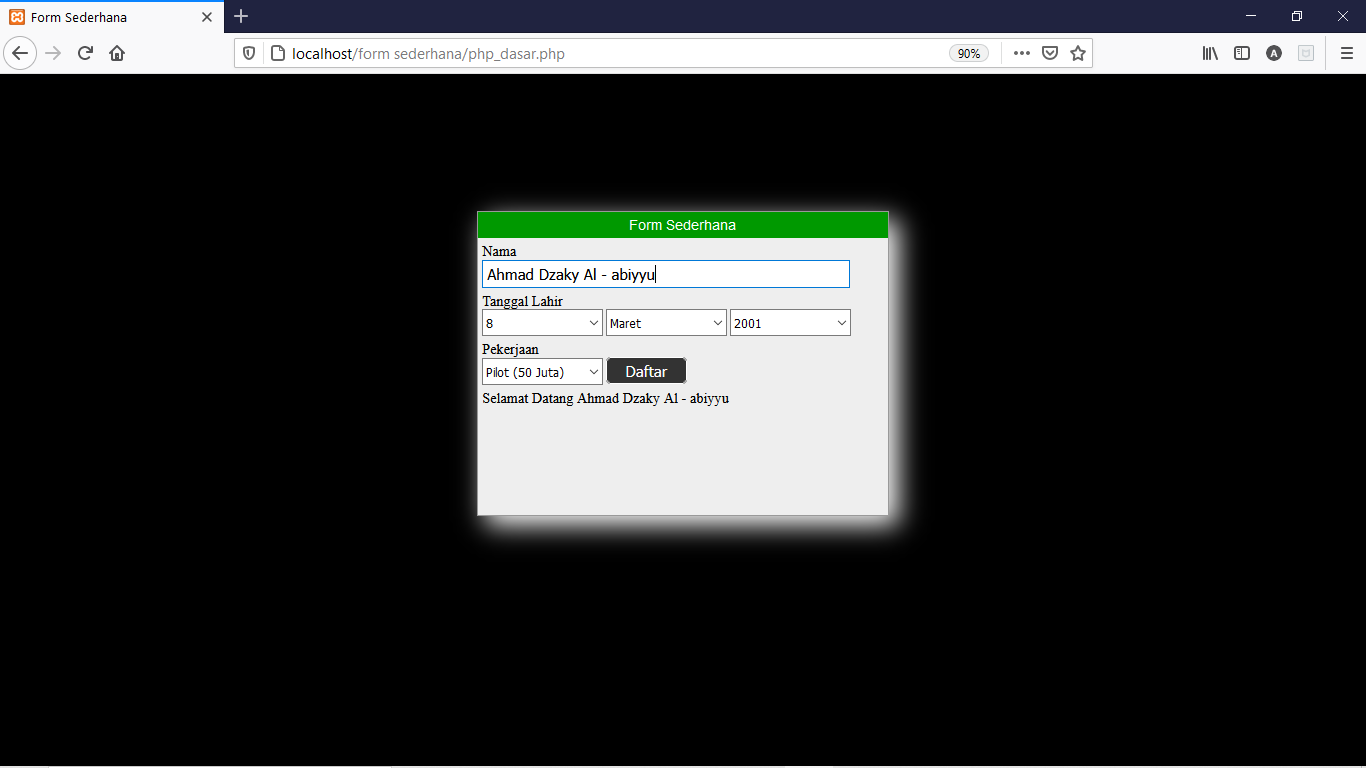 Form Sederhana
localhost/form sederhana/php_dasar.php 90% A
Form Sederhana
Nama
Ahmad Dzaky Al - abiyyu
Tanggal Lahir
8 Maret 2001
Pekerjaan
Pilot (50 Juta) Daftar
Selamat Datang Ahmad Dzaky Al - abiyyu